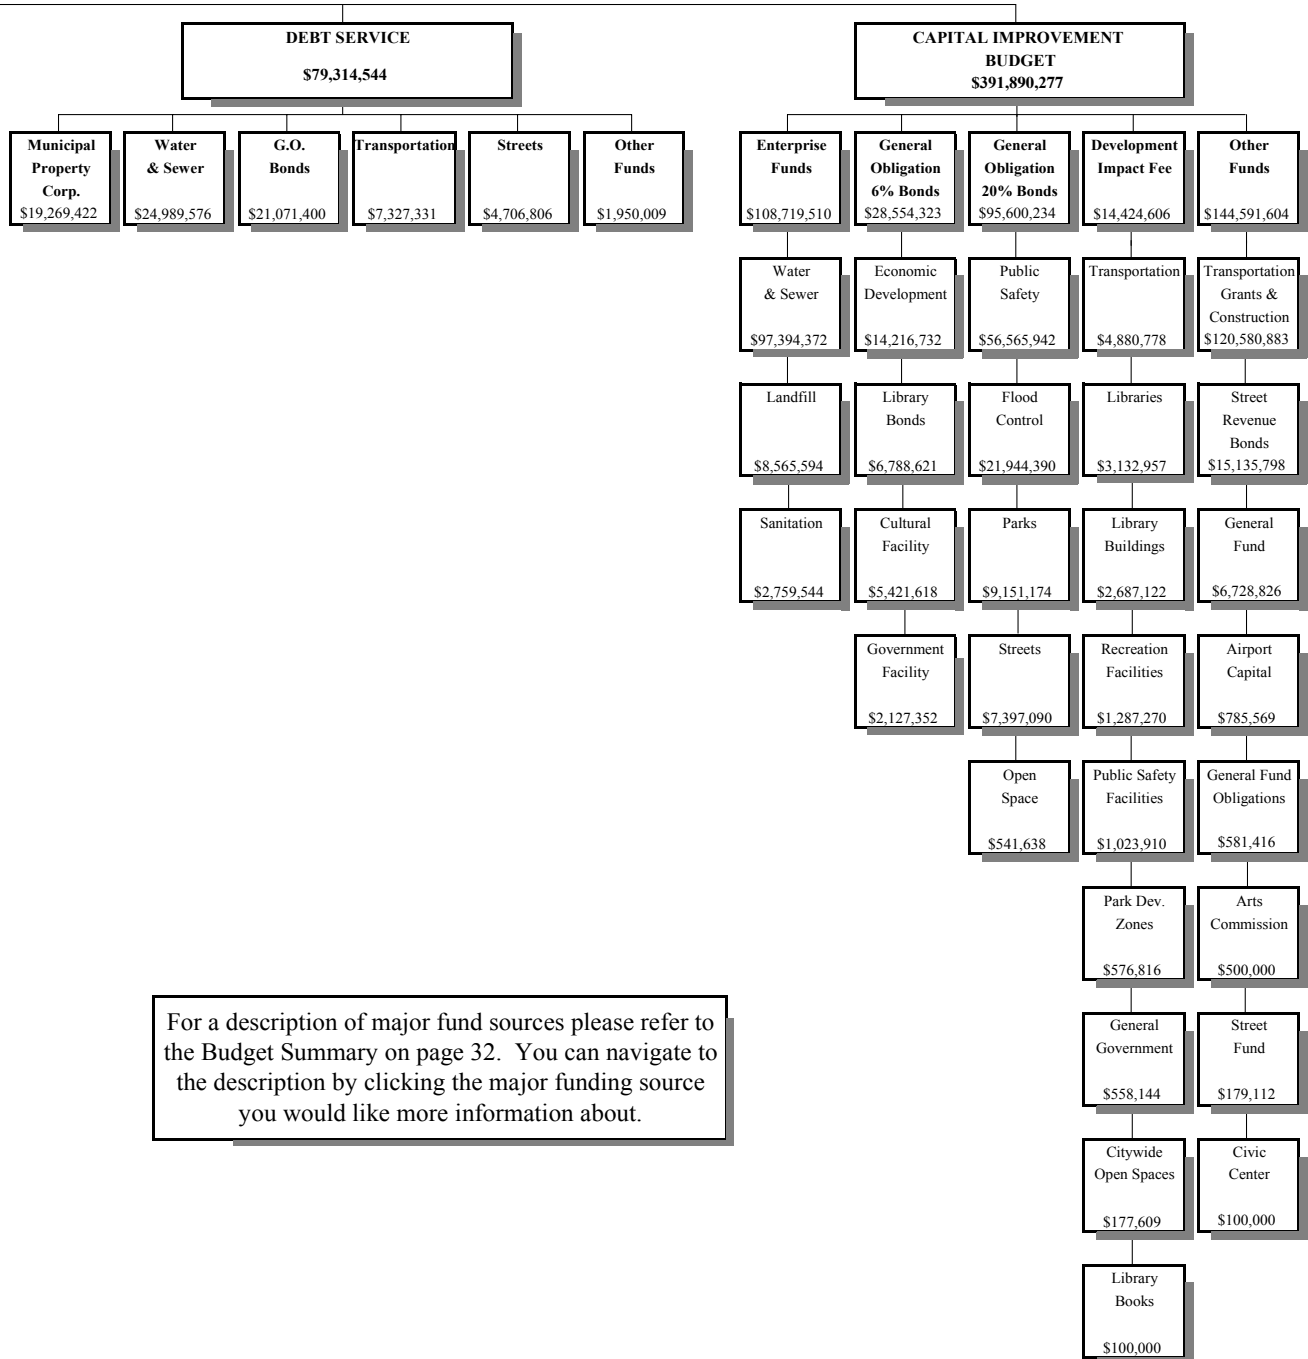 DEBT SERVICE
$79,314,544
CAPITAL IMPROVEMENT
BUDGET
$391,890,277
Municipal
Property
Corp.
$19,269,422
Water
& Sewer
$24,989,576
G.O.
Bonds
$21,071,400
Transportation
$7,327,331
Streets
$4,706,806
Other
Funds
$1,950,009
Enterprise
Funds
$108,719,510
General
Obligation
6% Bonds
$28,554,323
General
Obligation
20% Bonds
$95,600,234
Development
Impact Fee
$14,424,606
Other
Funds
$144,591,604
Water
& Sewer
$97,394,372
Economic
Development
$14,216,732
Public
Safety
$56,565,942
Transportation
$4,880,778
Transportation
Grants &
Construction
$120,580,883
Landfill
$8,565,594
Library
Bonds
$6,788,621
Flood
Control
$21,944,390
Libraries
$3,132,957
Street
Revenue
Bonds
$15,135,798
Sanitation
$2,759,544
Cultural
Facility
$5,421,618
Parks
$9,151,174
Library
Buildings
$2,687,122
General
Fund
$6,728,826
Government
Facility
$2,127,352
Streets
$7,397,090
Recreation
Facilities
$1,287,270
Airport
Capital
$785,569
Open
Space
$541,638
Public Safety
Facilities
$1,023,910
General Fund
Obligations
$581,416
Park Dev.
Zones
$576,816
Arts
Commission
$500,000
General
Government
$558,144
Street
Fund
$179,112
Citywide
Open Spaces
$177,609
Civic
Center
$100,000
Library
Books
$100,000
For a description of major fund sources please refer to
the Budget Summary on page 32. You can navigate to
the description by clicking the major funding source
you would like more information about.